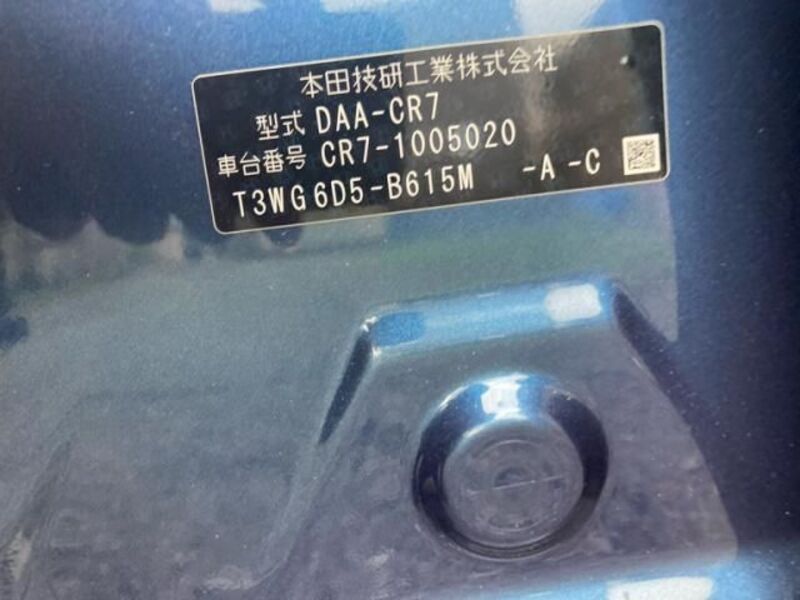 本田技研工業株式会社
型式 DAA-CR7
車台番号 CR7-1005020
T3WG6D5-B615M -A -C